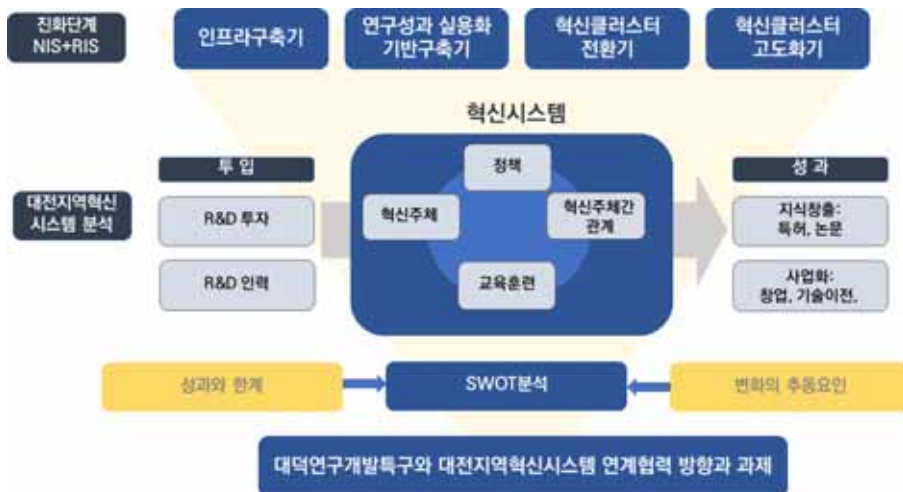 진화단계
NIS+RIS
인프라구축기
연구성과 실용화
기반구축기
혁신클러스터
전환기
혁신클러스터
고도화기
혁신시스템
투 입
정책
성 과
대전지역혁신
시스템 분석
R&D 투자
혁신주체
혁신주체간
관계
지식창출:
특허, 논문
R&D 인력
교육훈련
사업화:
창업, 기술이전,
성과와 한계
SWOT분석
변화의 추동요인
대덕연구개발특구와 대전지역혁신시스템 연계협력 방향과 과제